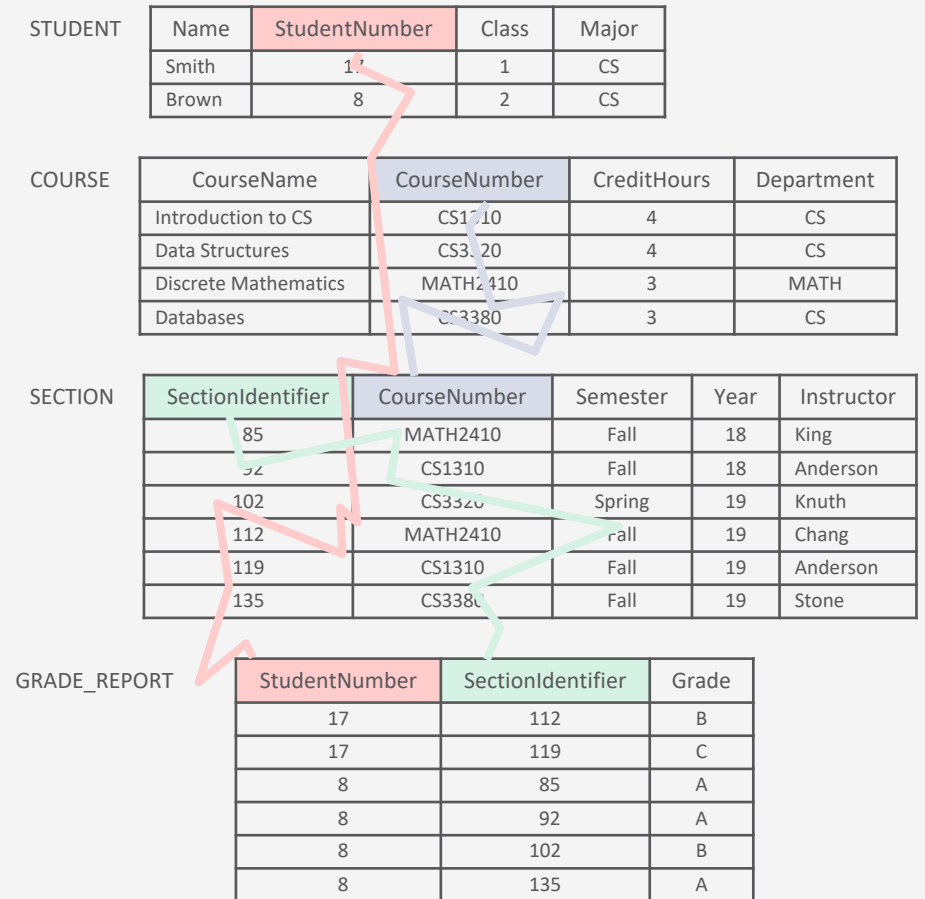 STUDENT
Name StudentNumber Class Major
Smith 17 1 CS
Brown 8 2 CS
COURSE
CourseName CourseNumber CreditHours Department
Introduction to CS CS1310 4 CS
Data Structures CS3320 4 CS
Discrete Mathematics MATH2410 3 MATH
Databases CS3380 3 CS
SECTION
SectionIdentifier CourseNumber Semester Year Instructor
85 MATH2410 Fall 18 King
92 CS1310 Fall 18 Anderson
102 CS3320 Spring 19 Knuth
112 MATH2410 Fall 19 Chang
119 CS1310 Fall 19 Anderson
135 CS3380 Fall 19 Stone
GRADE_REPORT
StudentNumber SectionIdentifier Grade
17 112 B
17 119 C
8 85 A
8 92 A
8 102 B
8 135 A